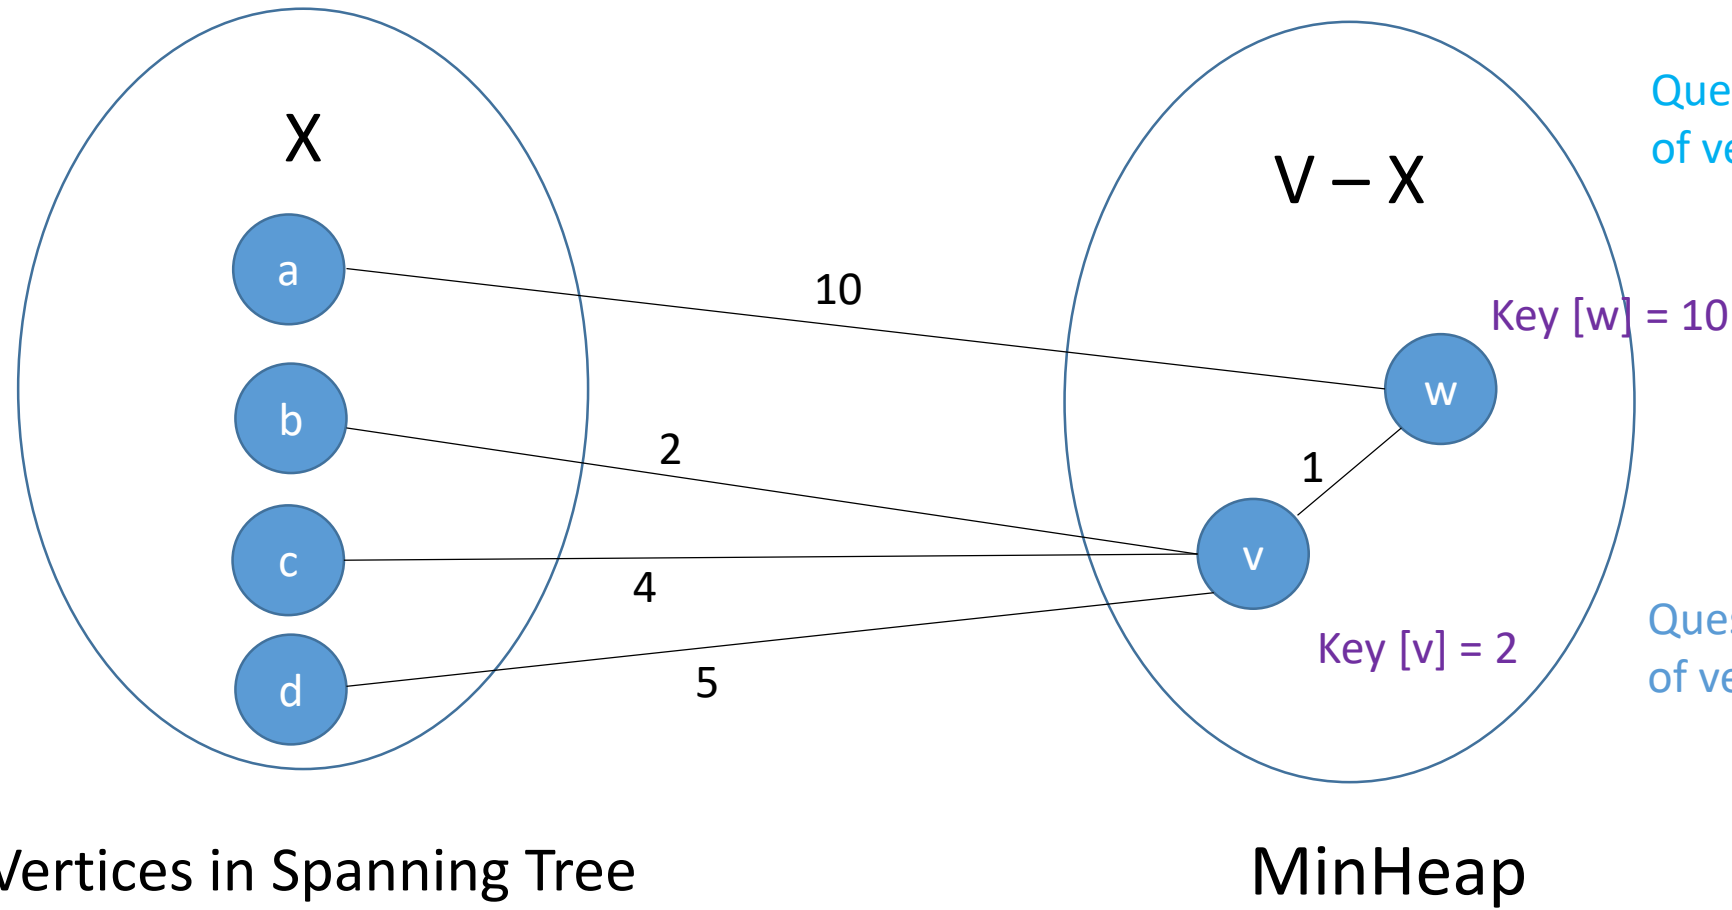 X
V – X
Que
of ve
a
10
Key [w] = 10
w
b
2
1
c
4
v
d
5
Key [v] = 2
Ques
of ve
Vertices in Spanning Tree
MinHeap